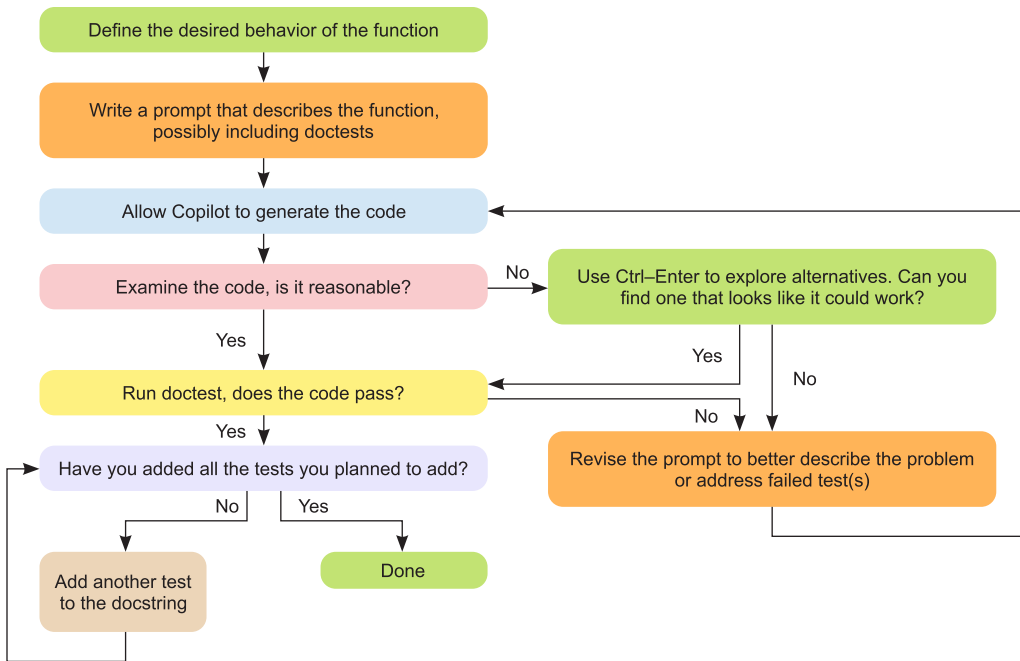 Define the desired behavior of the function
Write a prompt that describes the function,
possibly including doctests
Allow Copilot to generate the code
Examine the code, is it reasonable?
No
Use Ctrl–Enter to explore alternatives. Can you
find one that looks like it could work?
Yes
Yes
No
Run doctest, does the code pass?
No
Yes
Have you added all the tests you planned to add?
Revise the prompt to better describe the problem
or address failed test(s)
No
Yes
Add another test
to the docstring
Done